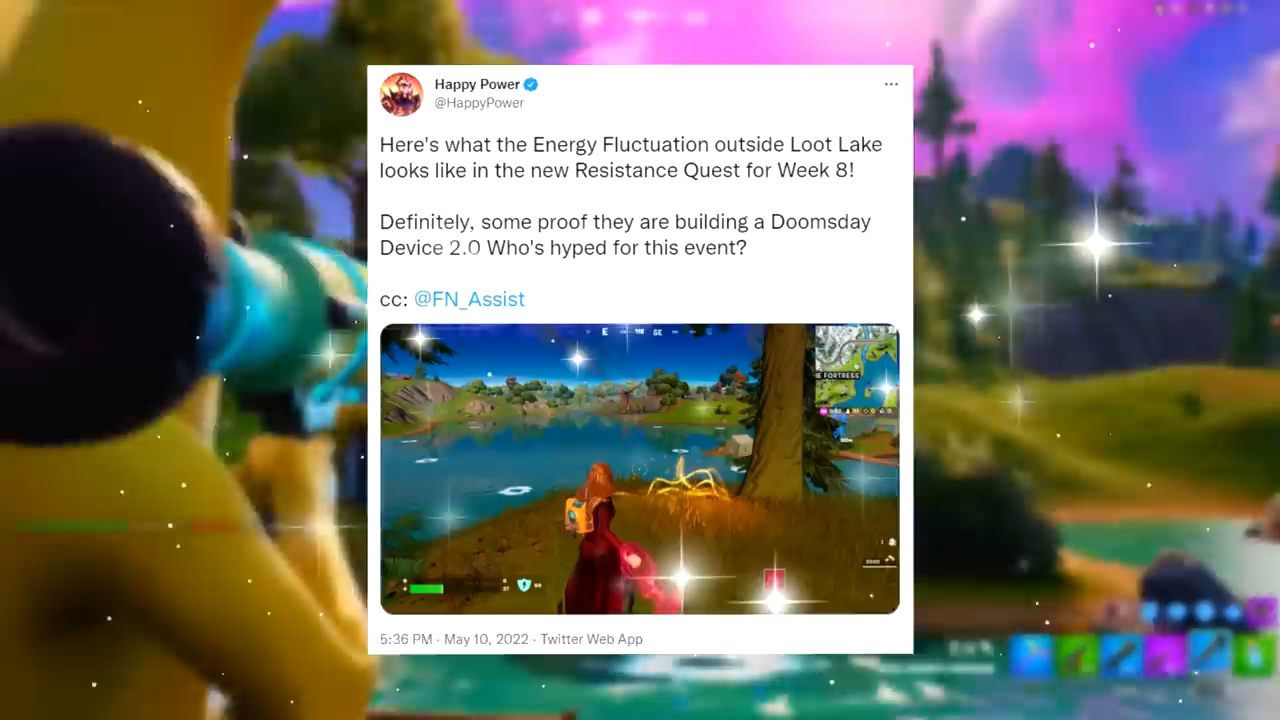 Happy Power
@HappyPower
Here's what the Energy Fluctuation outside Loot Lake
looks like in the new Resistance Quest for Week 8!
Definitely, some proof they are building a Doomsday
Device 2.0 Who's hyped for this event?
cc: @FN_Assist
E
SE
E FORTRESS
5:36 PM · May 10, 2022 · Twitter Web App